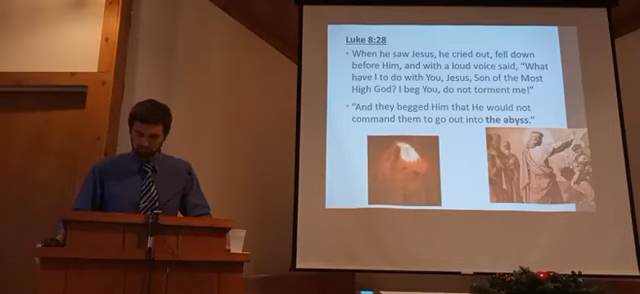 Luke 8:28
• When he saw Jesus, he cried out, fell down
before Him, and with a loud voice said, “What
have I to do with You, Jesus, Son of the Most
High God? I beg You, do not torment me!”
• “And they begged Him that He would not
command them to go out into the abyss.”